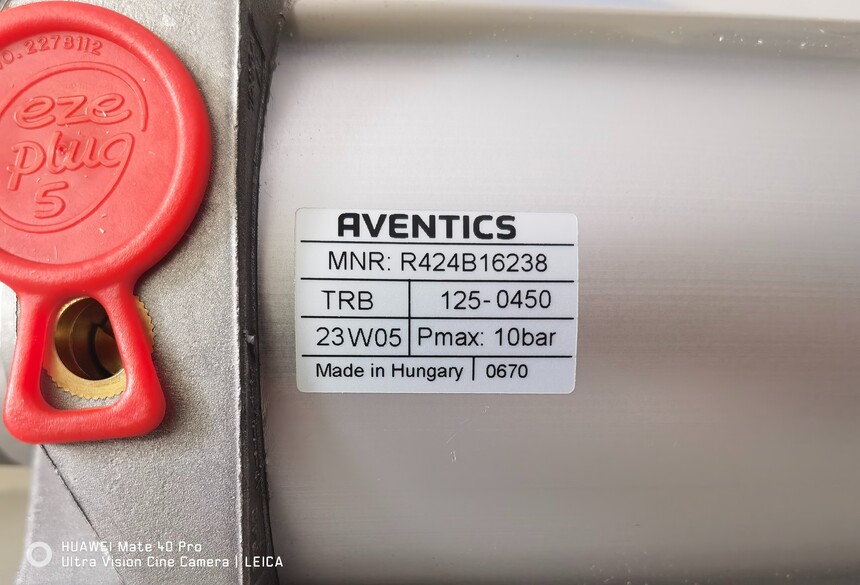 NO. 2278112
eze
plug
5
AVENTICS
MNR: R424B16238
TRB 125-0450
23W05 Pmax: 10bar
Made in Hungary 0670
HUAWEI Mate 40 Pro
Ultra Vision Cine Camera | LEICA